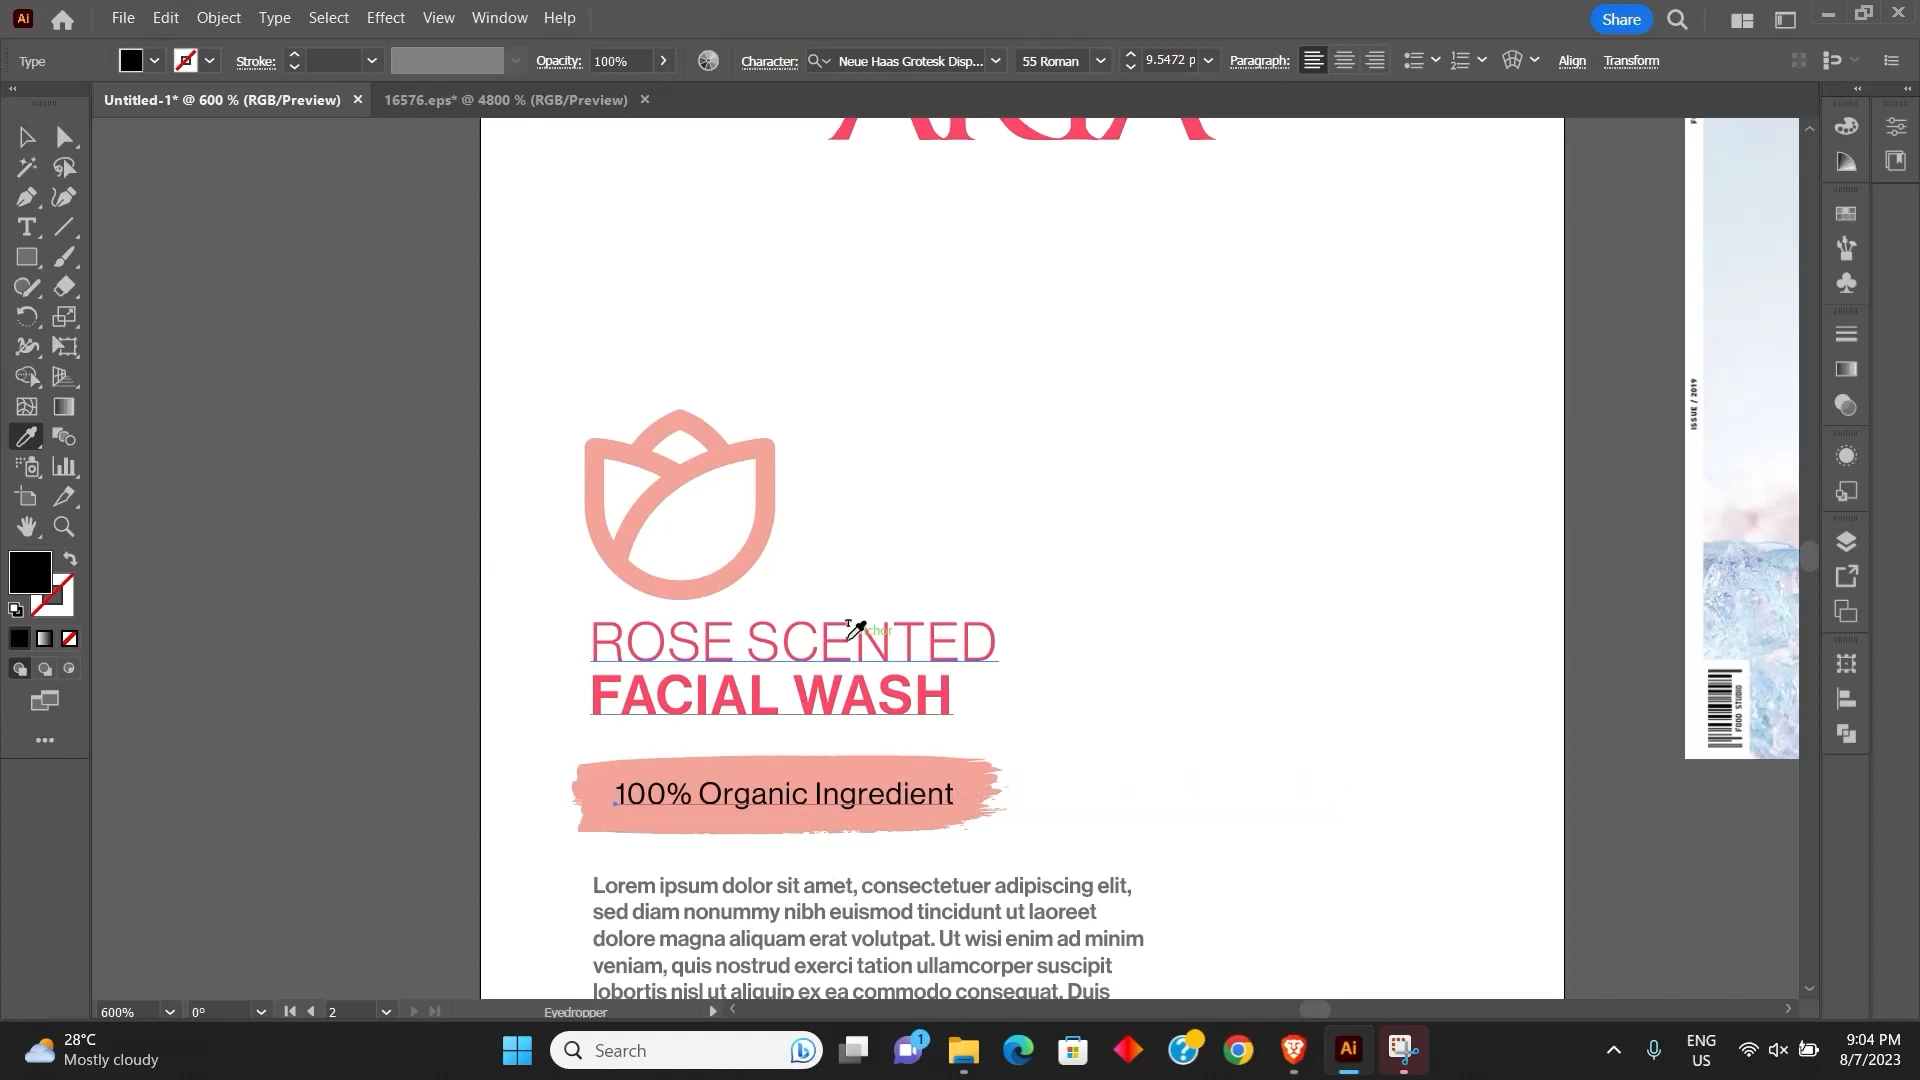 Ai File Edit Object Type Select Effect View Window Help Share
Type Stroke: Opacity: 100% Character: Neue Haas Grotesk Disp... 55 Roman 9.5472 p Paragraph: Align Transform
Untitled-1* @ 600 % (RGB/Preview) × 16576.eps* @ 4800 % (RGB/Preview) ×
ISSUE / 2019
ROSE SCENTED
FACIAL WASH
FOOD STUDIO
100% Organic Ingredient
Lorem ipsum dolor sit amet, consectetuer adipiscing elit,
sed diam nonummy nibh euismod tincidunt ut laoreet
dolore magna aliquam erat volutpat. Ut wisi enim ad minim
veniam, quis nostrud exerci tation ullamcorper suscipit
lobortis nisl ut aliquip ex ea commodo consequat. Duis
600% 0° 2 Eyedropper
28°C
Mostly cloudy
Search
1
Ai
ENG
US
9:04 PM
8/7/2023